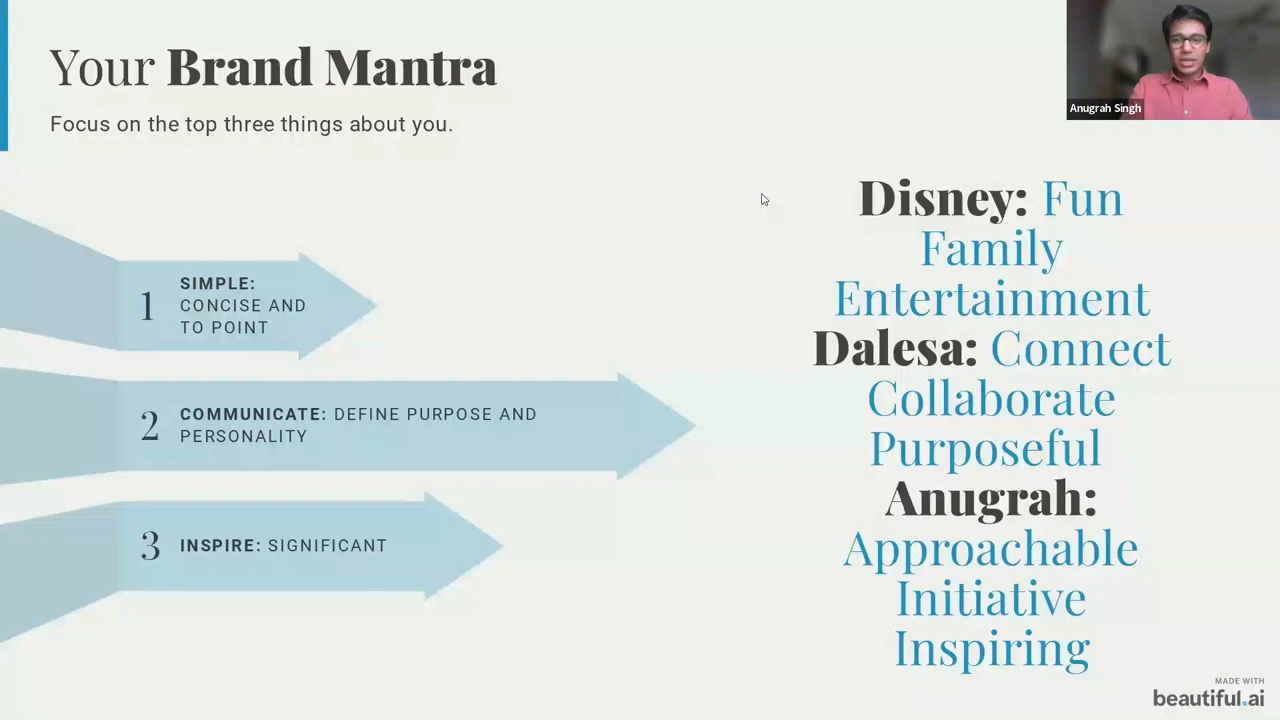 Your Brand Mantra
Focus on the top three things about you.
Anugrah Singh
1
SIMPLE:
CONCISE AND
TO POINT
2
COMMUNICATE: DEFINE PURPOSE AND
PERSONALITY
3
INSPIRE: SIGNIFICANT
Disney: Fun
Family
Entertainment
Dalesa: Connect
Collaborate
Purposeful
Anugrah:
Approachable
Initiative
Inspiring
MADE WITH
beautiful.ai